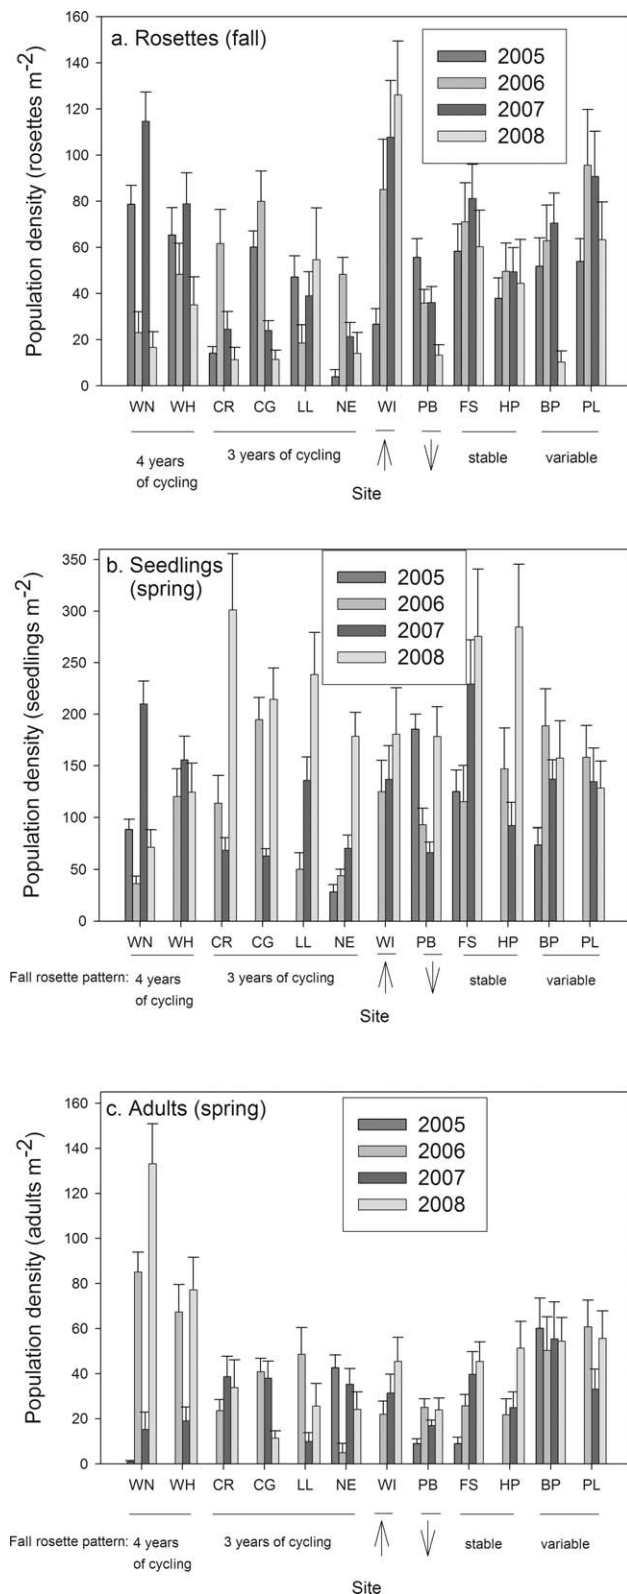 a. Rosettes (fall)
2005
2006
2007
2008
Population density (rosettes m-2)
160
140
120
100
80
60
40
20
0
WN WH CR CG LL NE WI PB FS HP BP PL
4 years of cycling
3 years of cycling
stable
variable
Site
b. Seedlings
(spring)
2005
2006
2007
2008
Population density (seedlings m-2)
350
300
250
200
150
100
50
0
WN WH CR CG LL NE WI PB FS HP BP PL
Fall rosette pattern: 4 years of cycling
3 years of cycling
stable
variable
Site
c. Adults (spring)
2005
2006
2007
2008
Population density (adults m-2)
160
140
120
100
80
60
40
20
0
WN WH CR CG LL NE WI PB FS HP BP PL
Fall rosette pattern: 4 years of cycling
3 years of cycling
stable
variable
Site